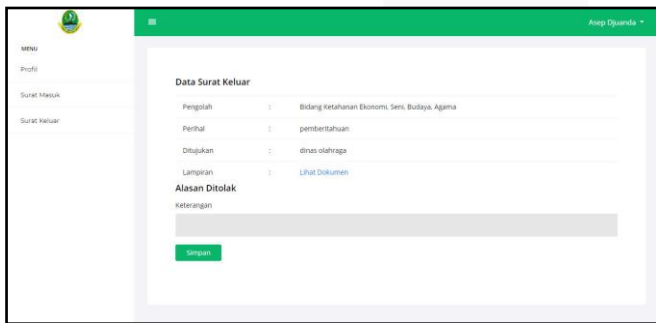 Asep Djuanda
MENU
Profil
Surat Masuk
Surat Keluar
Data Surat Keluar
Pengolah : Bidang Ketahanan Ekonomi, Seni, Budaya, Agama
Perihal : pemberitahuan
Ditujukan : dinas olahraga
Lampiran : Lihat Dokumen
Alasan Ditolak
Keterangan
Simpan